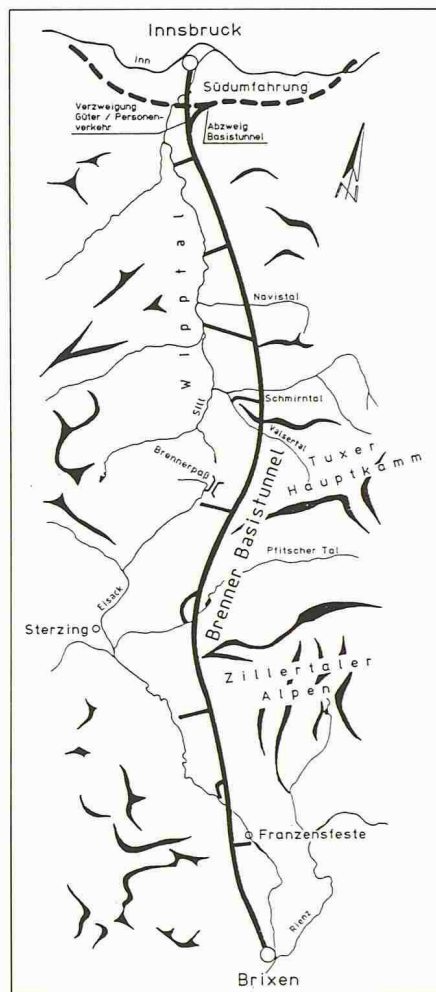 Innsbruck
Inn
Südumfahrung
Verzweigung
Güter / Personen-
verkehr
Abzweig
Basistunnel
N
Wipptal
Navistal
Sill
Schmirntal
Valsertal
Brennerpaß
Tuxer
Hauptkamm
Brenner Basistunnel
Pfitscher Tal
Eisack
Sterzing
Zillertaler
Alpen
Franzensfeste
Rienz
Brixen